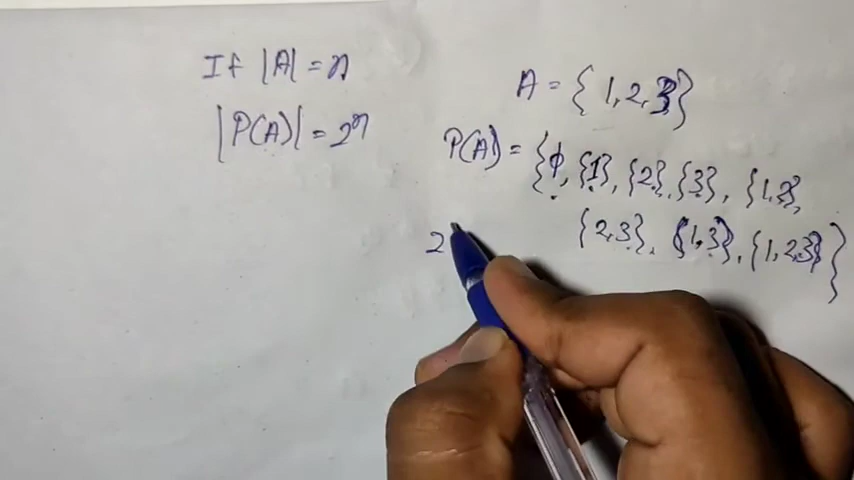 If |A| = n
|P(A)| = 2ⁿ
A = {1, 2, 3}
P(A) = {ϕ, {1}, {2}, {3}, {1,2},
{2,3}, {1,3}, {1,2,3}}
2